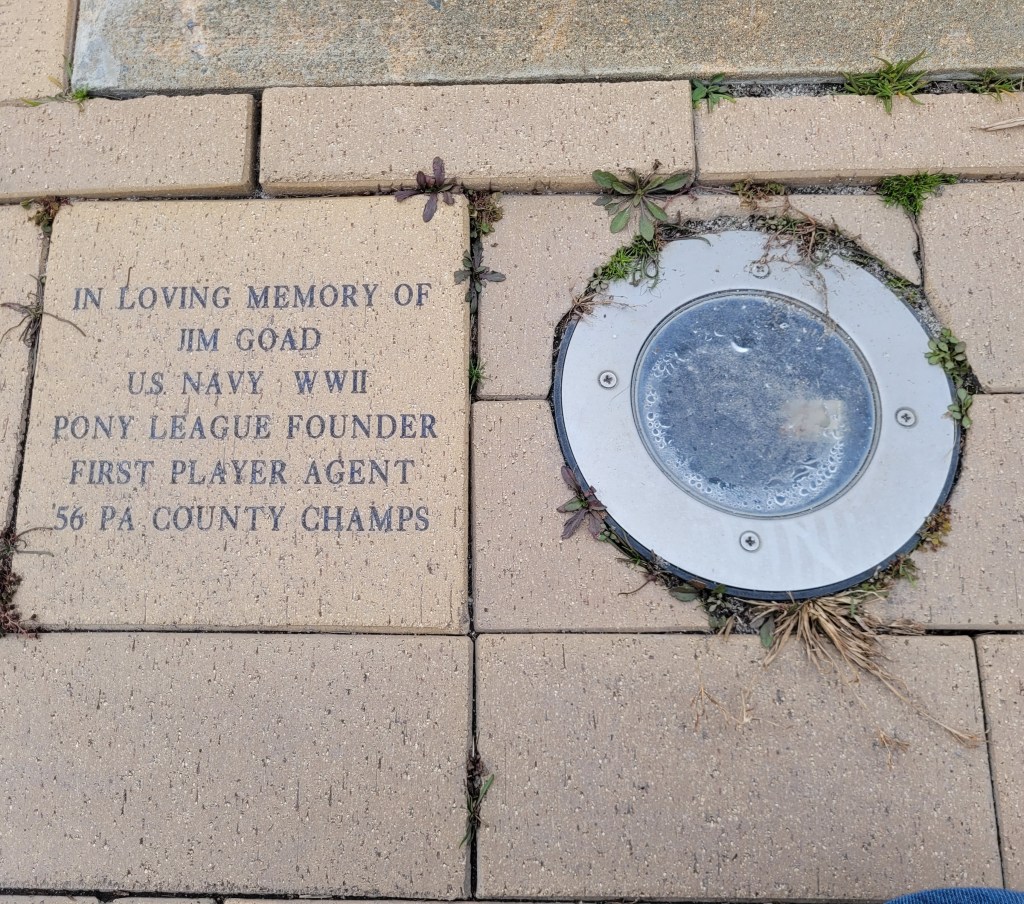 IN LOVING MEMORY OF
JIM GOAD
U.S. NAVY WWII
PONY LEAGUE FOUNDER
FIRST PLAYER AGENT
'56 PA COUNTY CHAMPS